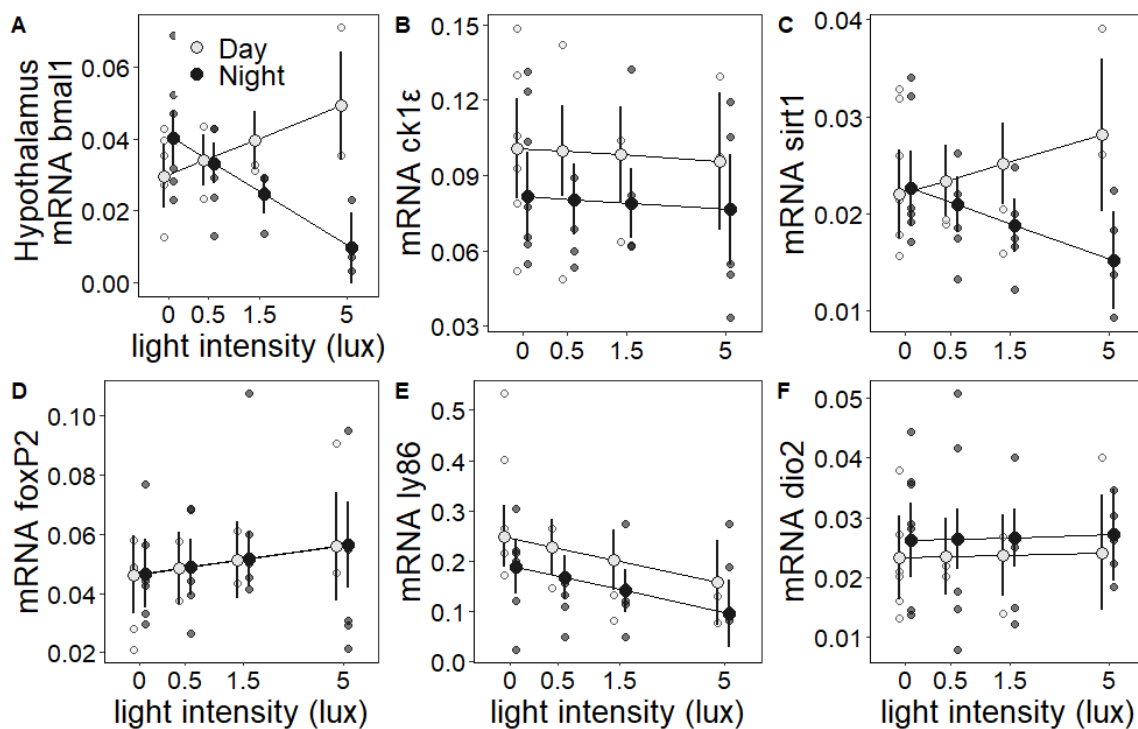 A
Hypothalamus
mRNA bmal1
0.06
0.04
0.02
0.00
Day
Night
0 0.5 1.5 5
light intensity (lux)
B
mRNA ck1ε
0.15
0.12
0.09
0.06
0.03
0 0.5 1.5 5
C
mRNA sirt1
0.04
0.03
0.02
0.01
0 0.5 1.5 5
D
mRNA foxP2
0.10
0.08
0.06
0.04
0.02
0 0.5 1.5 5
light intensity (lux)
E
mRNA ly86
0.5
0.4
0.3
0.2
0.1
0.0
0 0.5 1.5 5
light intensity (lux)
F
mRNA dio2
0.05
0.04
0.03
0.02
0.01
0 0.5 1.5 5
light intensity (lux)